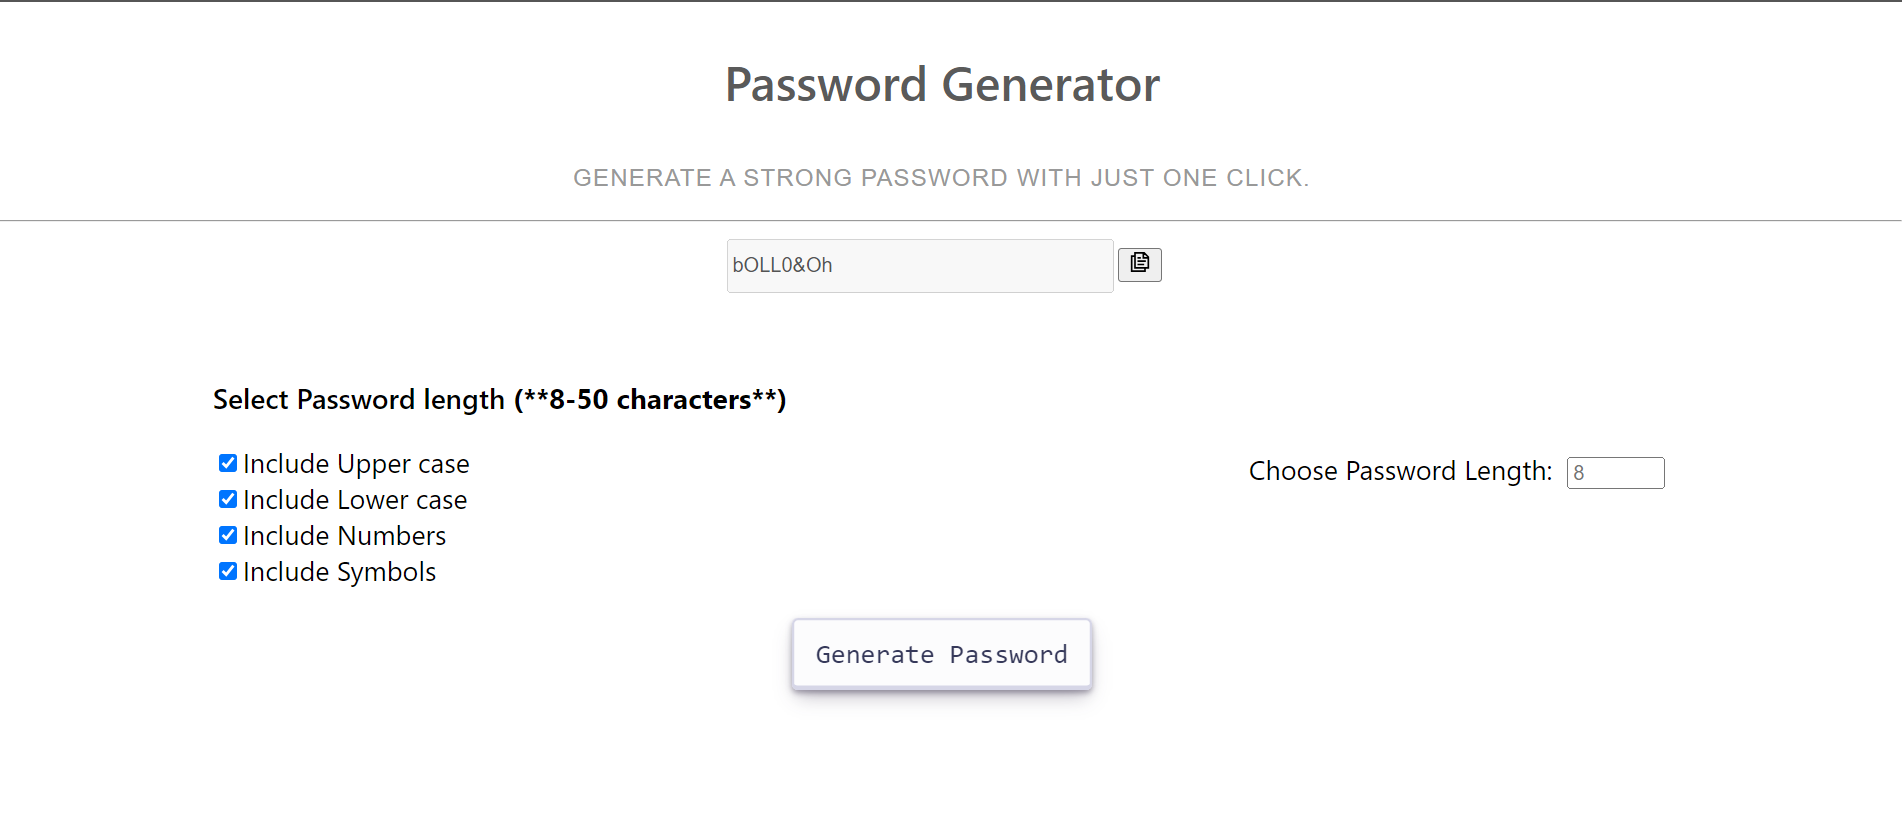 Password Generator
GENERATE A STRONG PASSWORD WITH JUST ONE CLICK.
bOLL0&Oh
Select Password length (**8-50 characters**)
Include Upper case
Include Lower case
Include Numbers
Include Symbols
Choose Password Length: 8
Generate Password